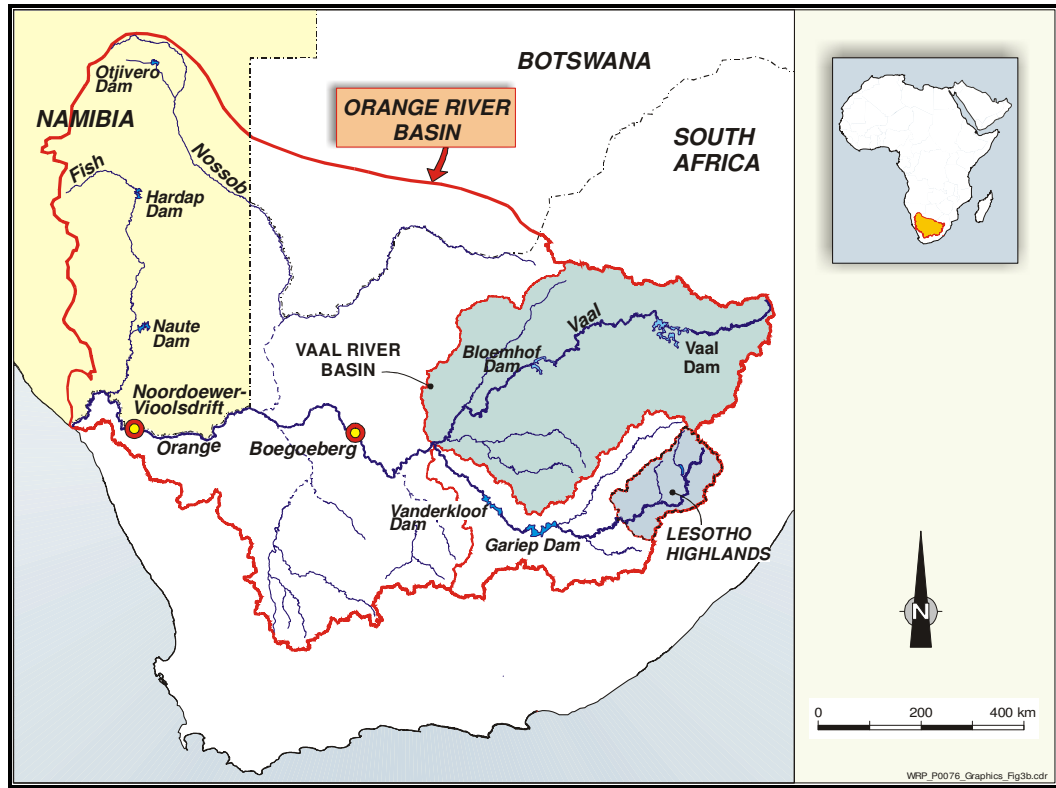 Otjivero
Dam
BOTSWANA
NAMIBIA
ORANGE RIVER
BASIN
SOUTH
AFRICA
Fish
Nossob
Hardap
Dam
Naute
Dam
VAAL RIVER
BASIN
Vaal
Bloemhof
Dam
Vaal
Dam
Noordoewer-
Vioolsdrift
Orange
Boegoeberg
Vanderkloof
Dam
Gariep Dam
LESOTHO
HIGHLANDS
N
0 200 400 km
WRP_P0076_Graphics_Fig3b.cdr